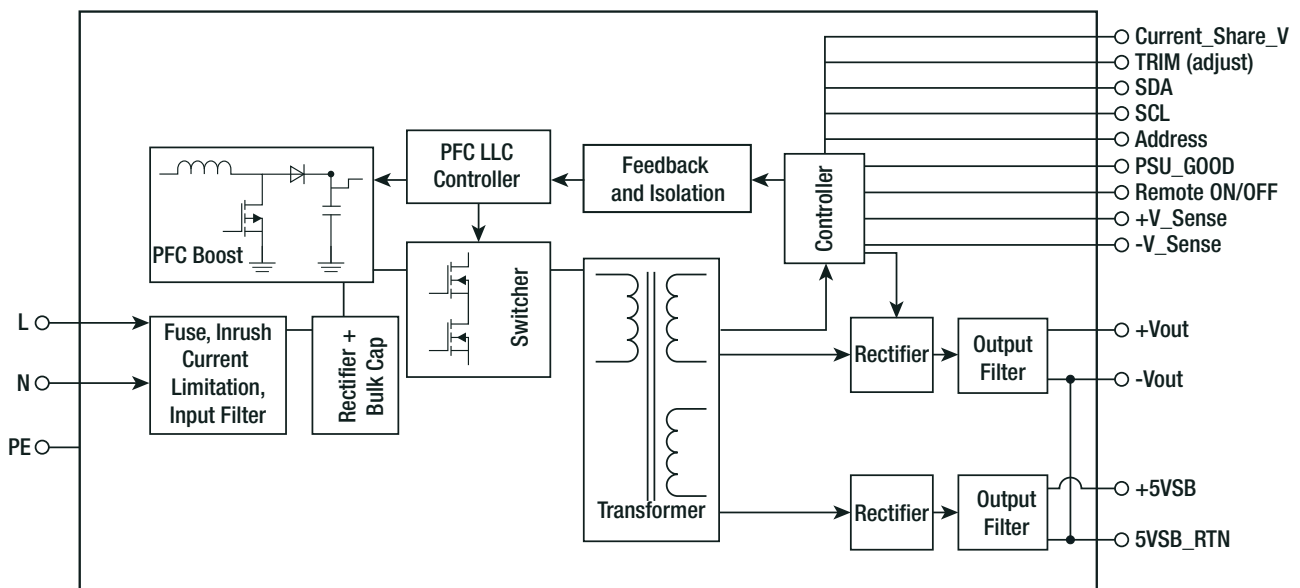 Current_Share_V
TRIM (adjust)
SDA
SCL
Address
PSU_GOOD
Remote ON/OFF
+V_Sense
-V_Sense
PFC LLC
Controller
Feedback
and Isolation
Controller
PFC Boost
Switcher
L
N
PE
Fuse, Inrush
Current
Limitation,
Input Filter
Rectifier +
Bulk Cap
Transformer
Rectifier
Output
Filter
+Vout
-Vout
Rectifier
Output
Filter
+5VSB
5VSB_RTN